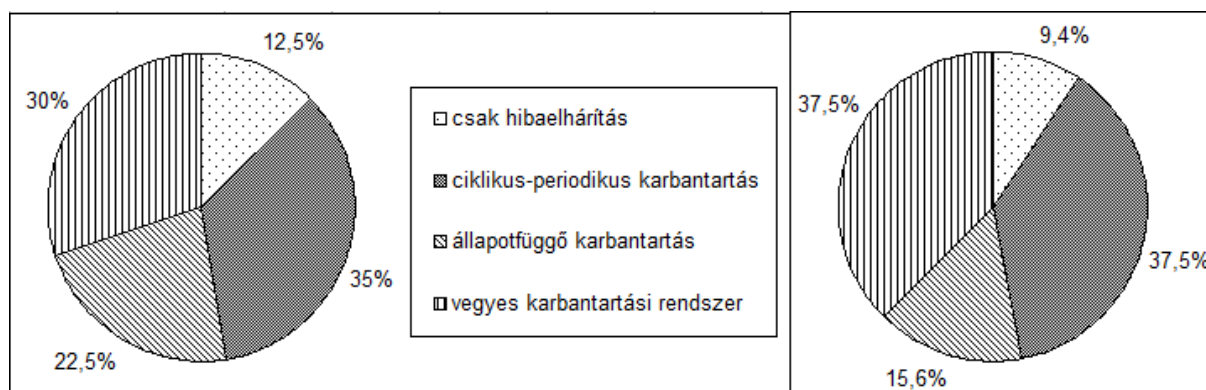 12,5%
30%
35%
22,5%
csak hibaelhárítás
ciklikus-periodikus karbantartás
állapotfüggő karbantartás
vegyes karbantartási rendszer
9,4%
37,5%
37,5%
15,6%